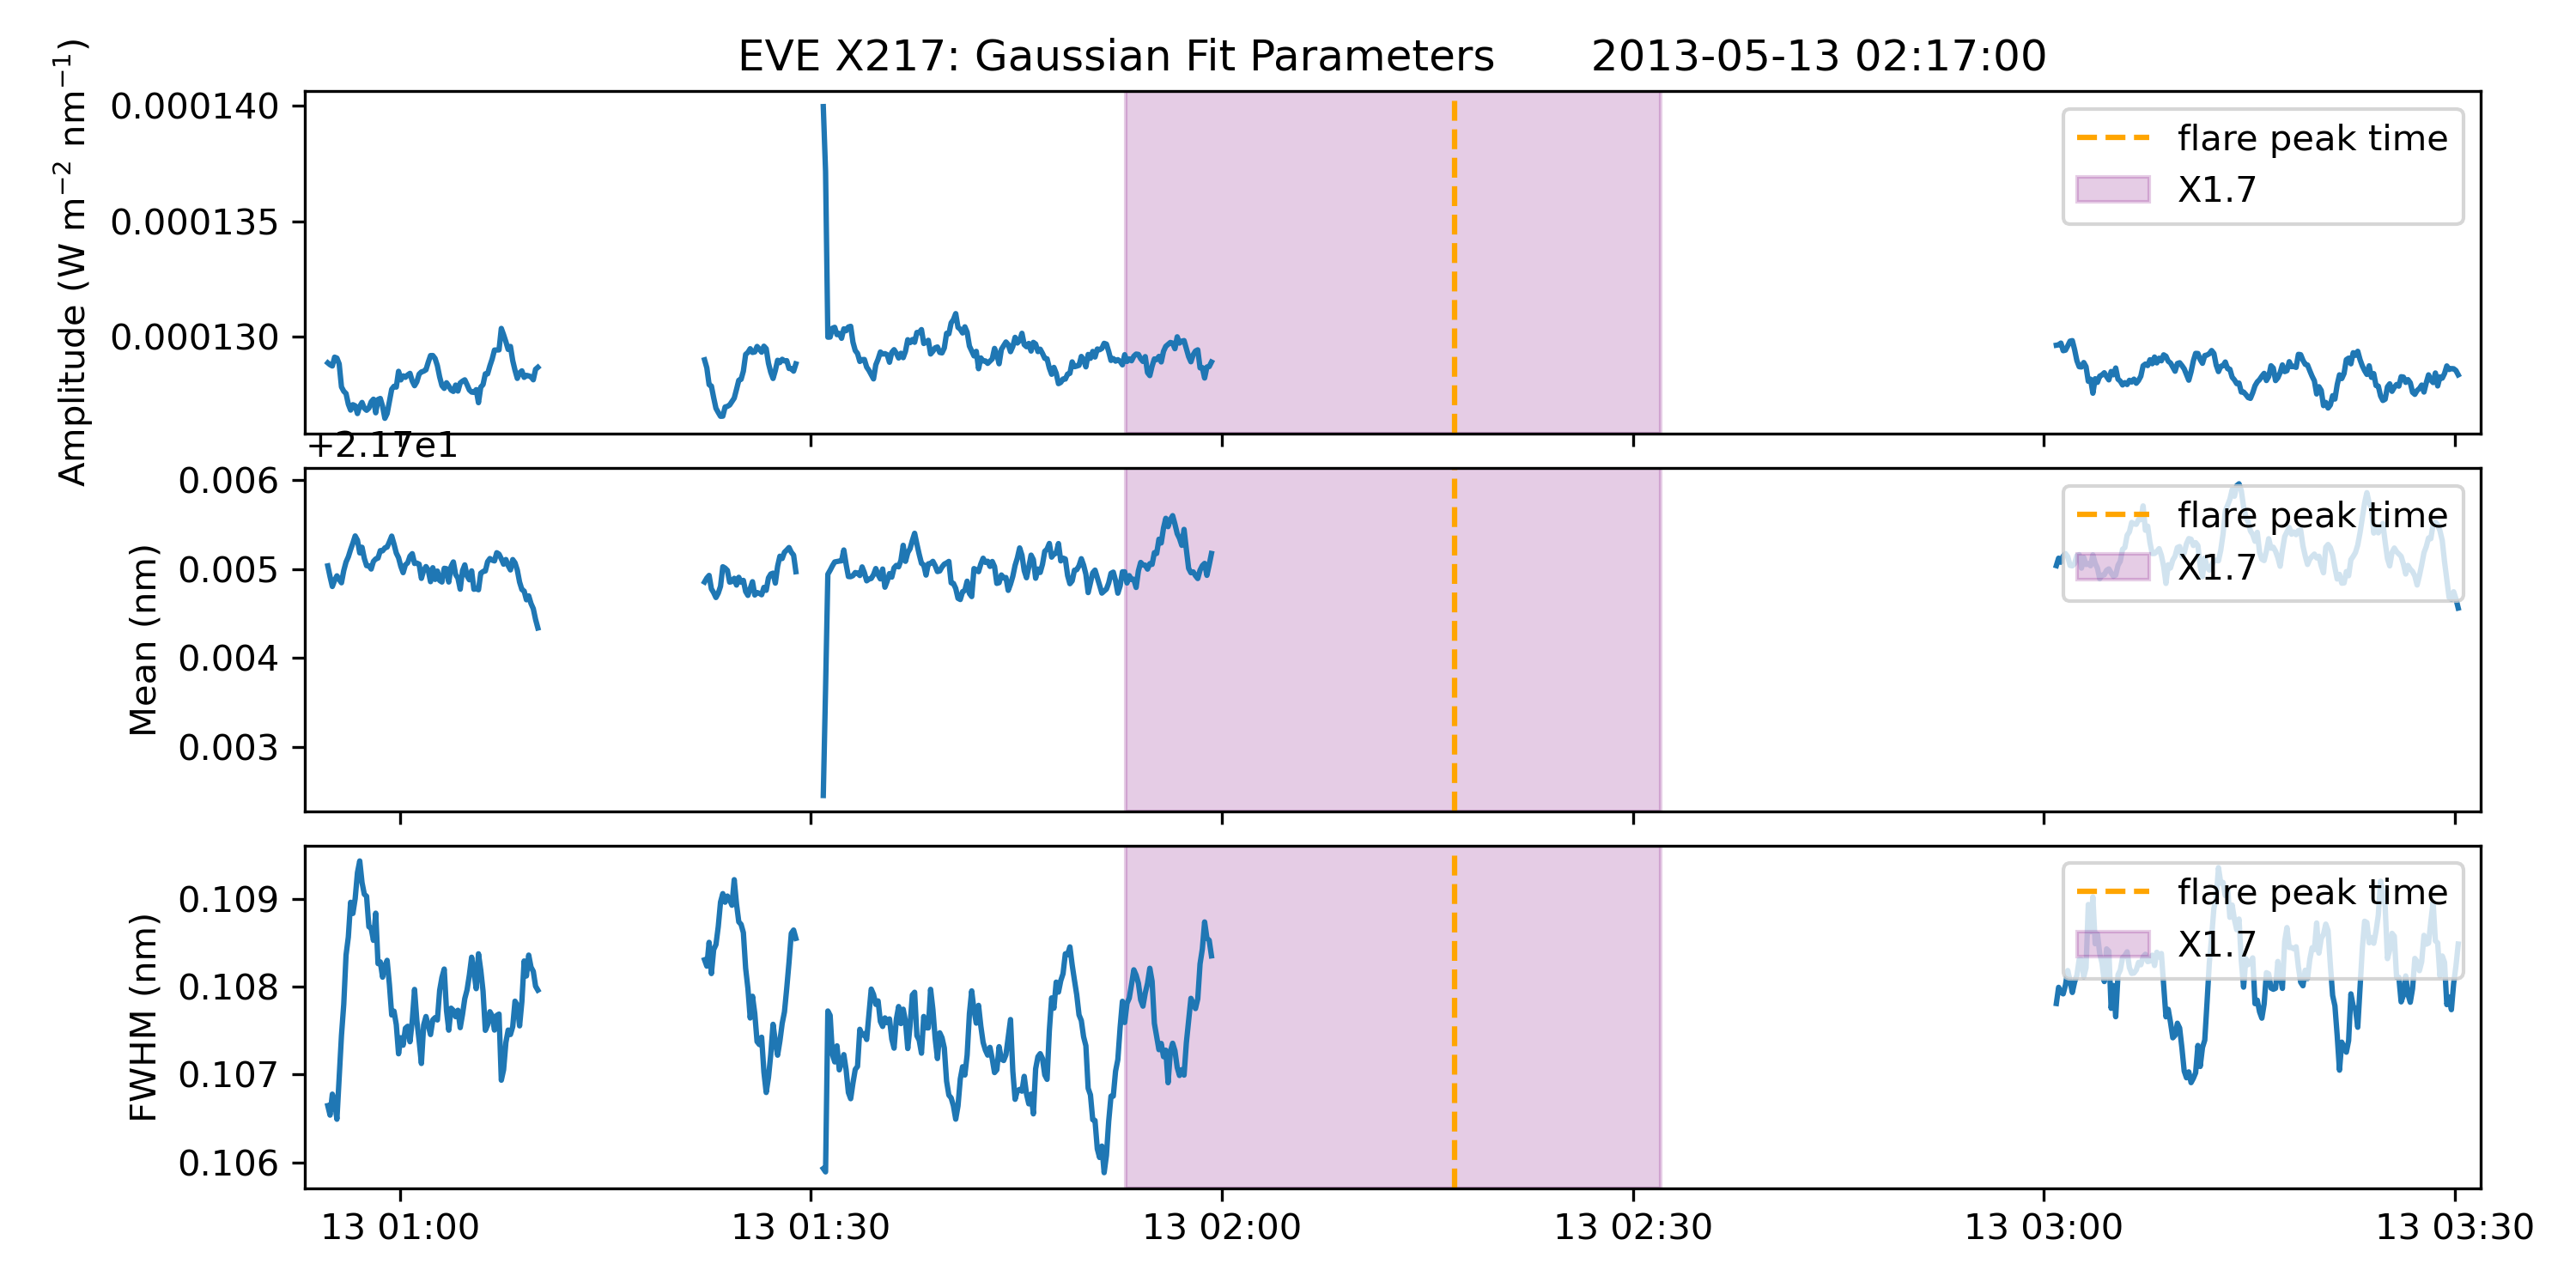 EVE X217: Gaussian Fit Parameters 2013-05-13 02:17:00
Amplitude (W m⁻² nm⁻¹)
0.000140
0.000135
0.000130
flare peak time
X1.7
+2.17e1
Mean (nm)
0.006
0.005
0.004
0.003
flare peak time
X1.7
FWHM (nm)
0.109
0.108
0.107
0.106
flare peak time
X1.7
13 01:00 13 01:30 13 02:00 13 02:30 13 03:00 13 03:30